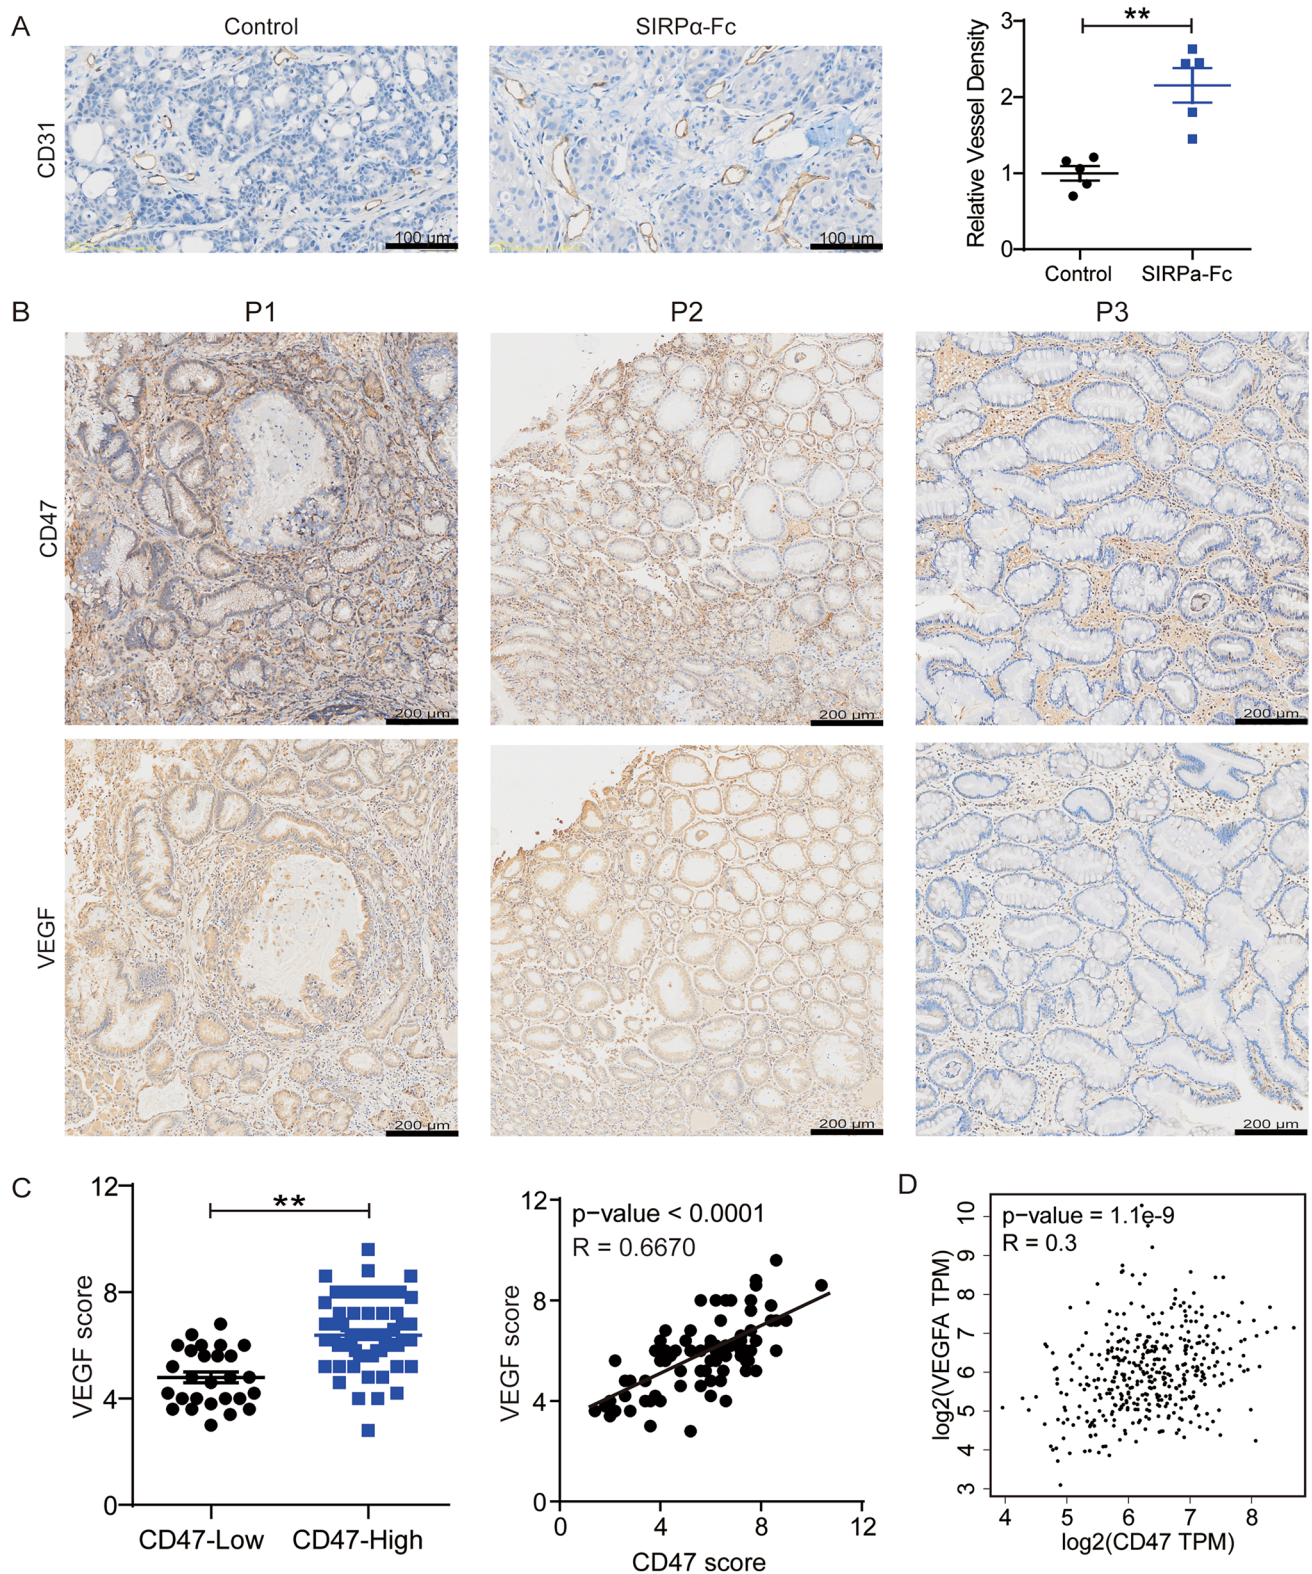 A
Control
SIRPα-Fc
CD31
100 µm
100 µm
**
3
2
1
0
Relative Vessel Density
Control
SIRPa-Fc
B
P1
P2
P3
CD47
200 µm
200 µm
200 µm
VEGF
200 µm
200 µm
200 µm
C
**
12
8
4
0
VEGF score
CD47-Low
CD47-High
p−value < 0.0001
R = 0.6670
12
8
4
0
VEGF score
0
4
8
12
CD47 score
D
p−value = 1.1e−9
R = 0.3
10
9
8
7
6
5
4
3
log2(VEGFA TPM)
4
5
6
7
8
log2(CD47 TPM)